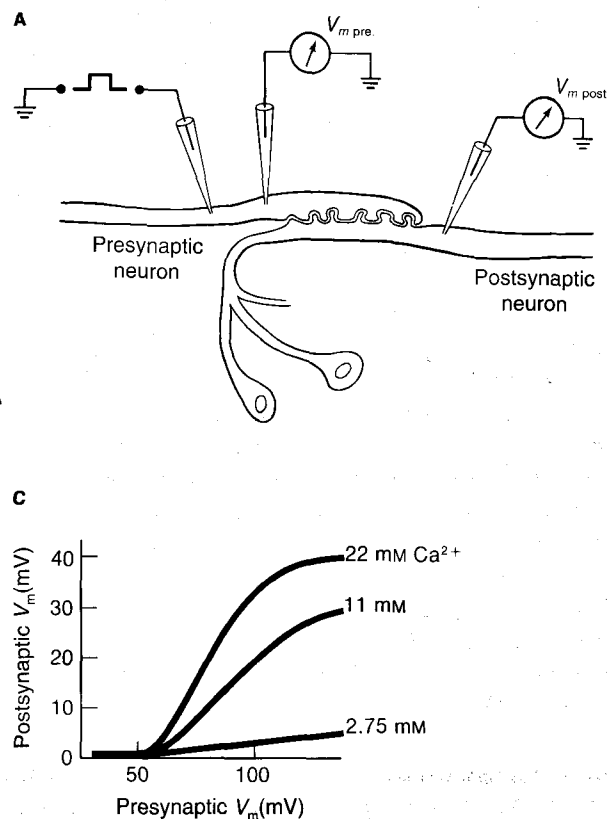 A
V_m pre.
V_m post
Presynaptic
neuron
Postsynaptic
neuron
C
Postsynaptic V_m(mV)
40
30
20
10
0
22 mM Ca²⁺
11 mM
2.75 mM
50
100
Presynaptic V_m(mV)